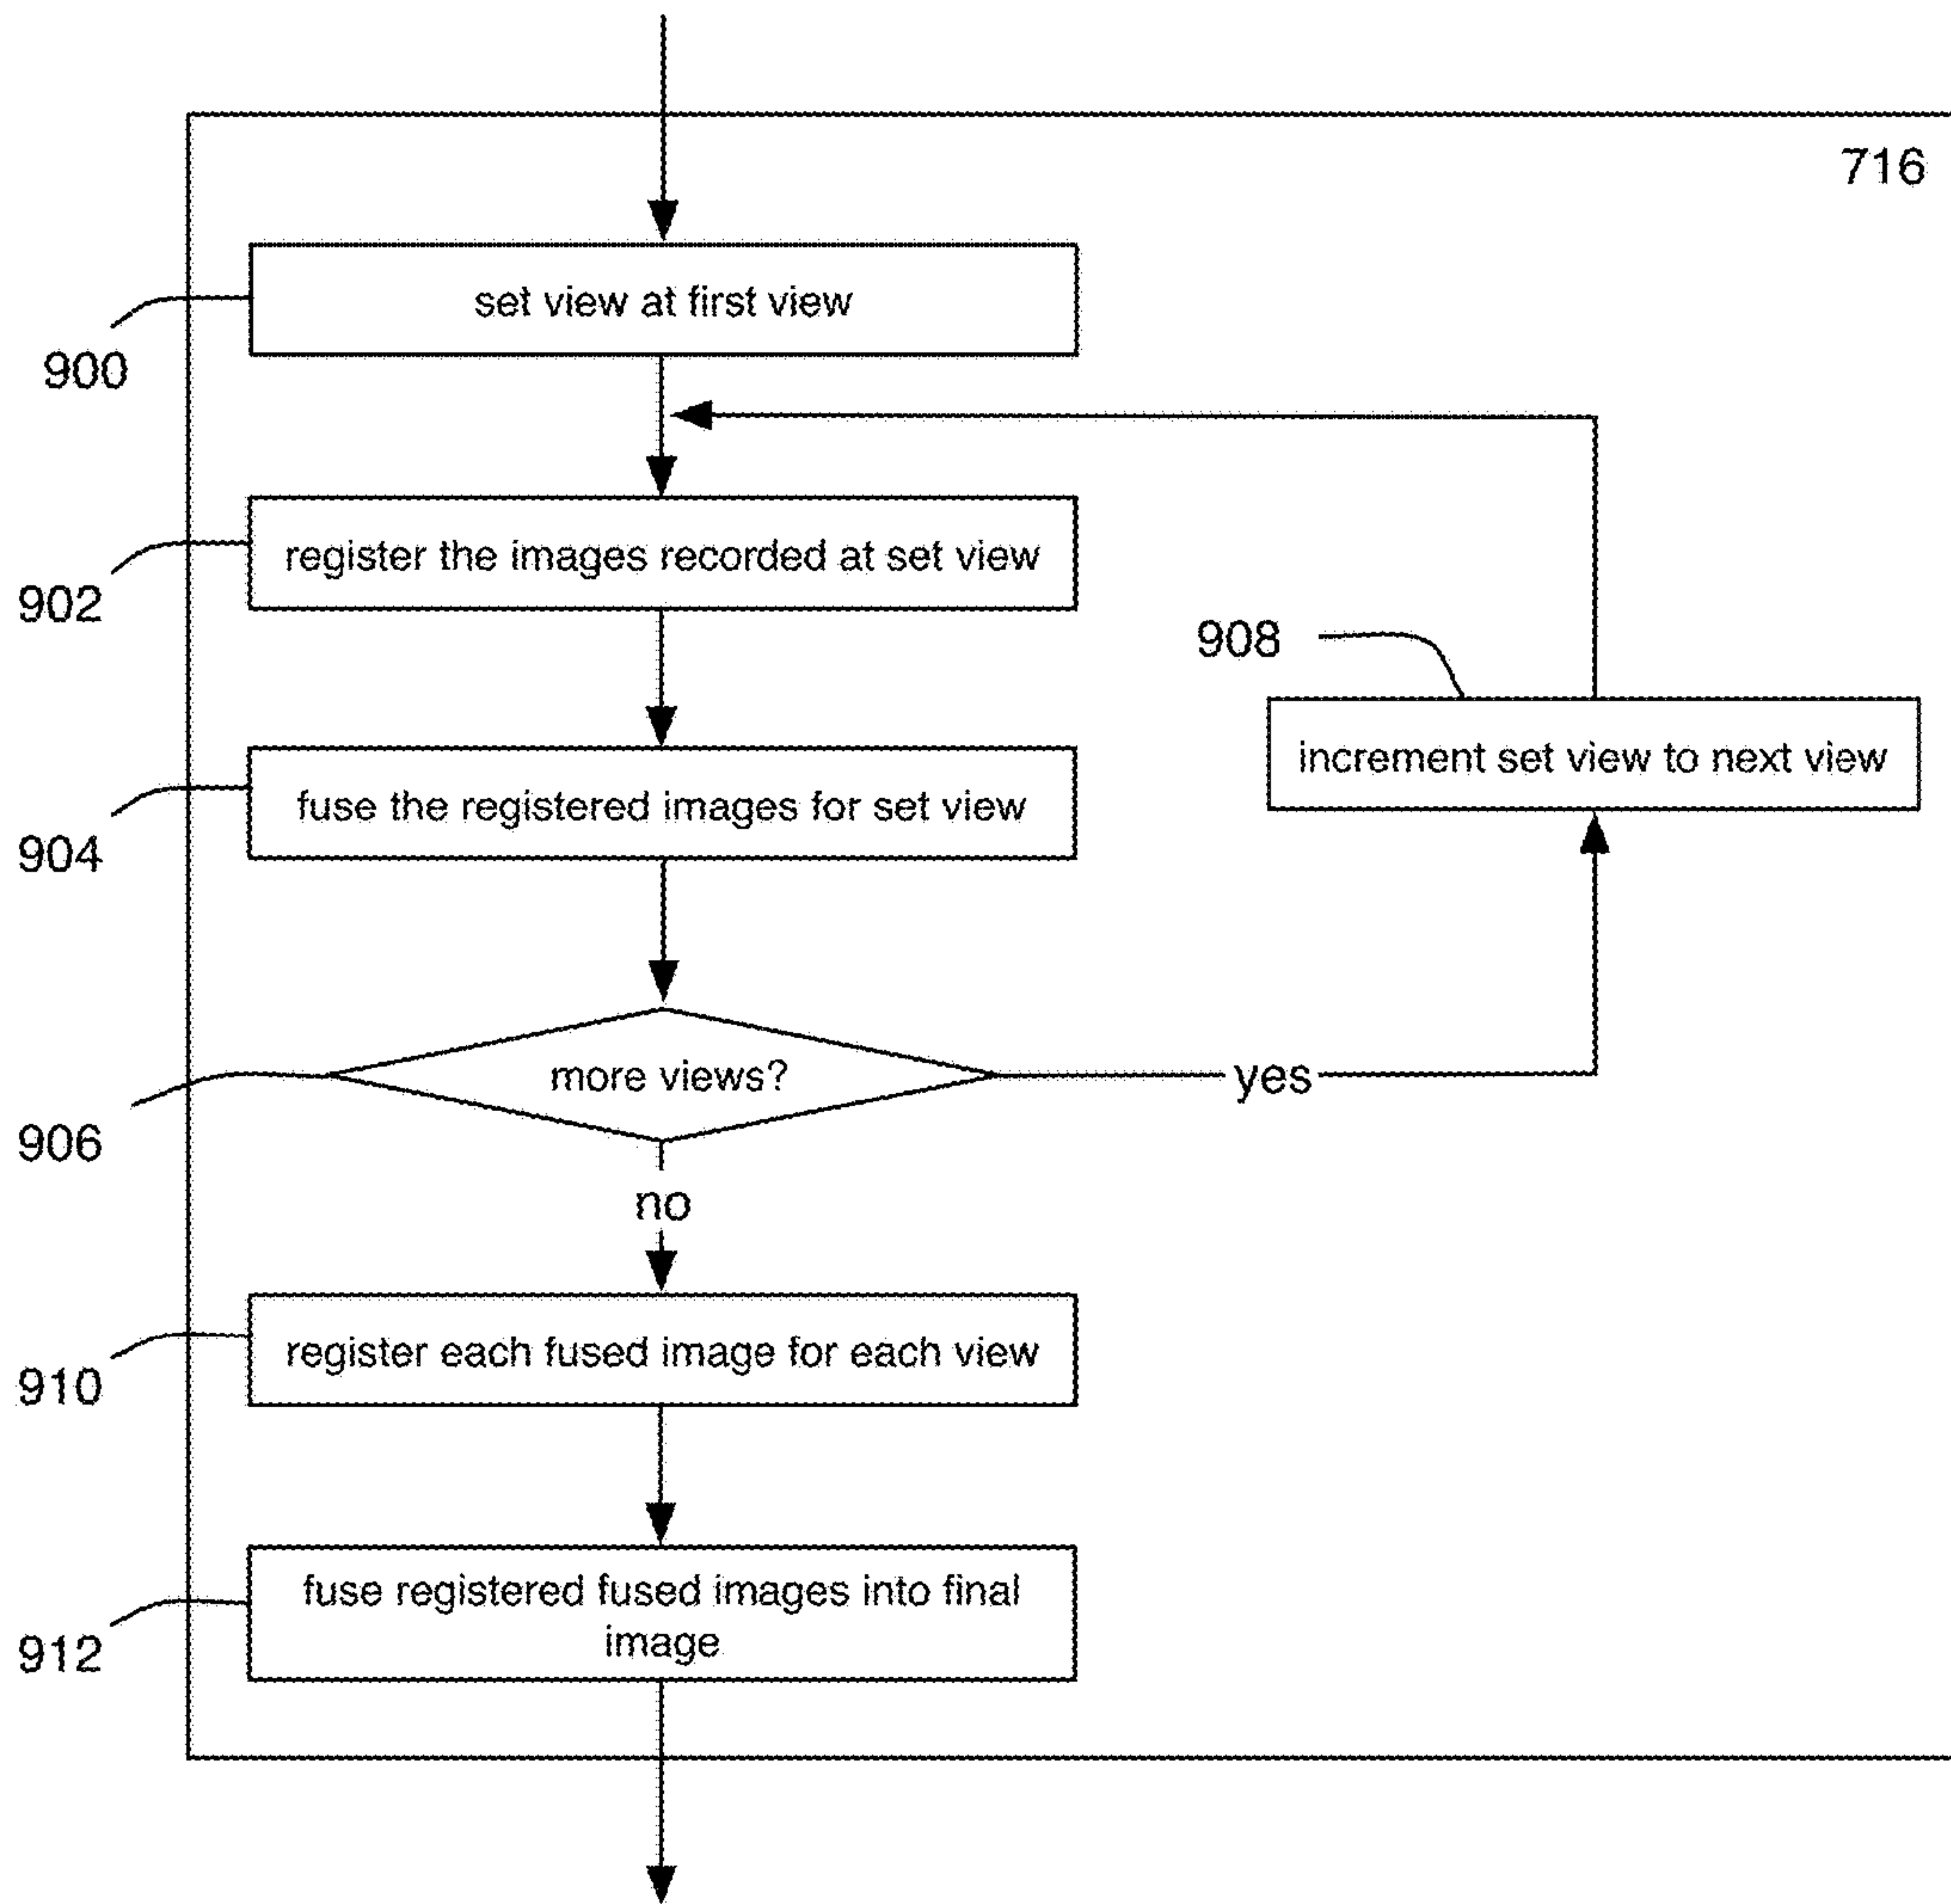 716
set view at first view
900
register the images recorded at set view
902
908
increment set view to next view
fuse the registered images for set view
904
more views?
yes
906
no
register each fused image for each view
910
fuse registered fused images into final
image
912